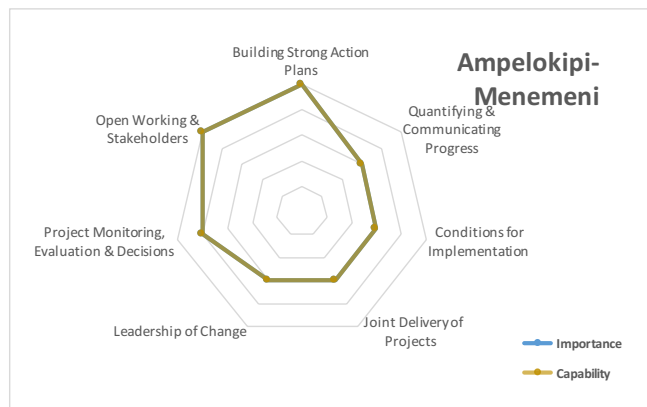 Ampelokipi-
Menemeni
Building Strong Action
Plans
Quantifying &
Communicating
Progress
Conditions for
Implementation
Joint Delivery of
Projects
Leadership of Change
Project Monitoring,
Evaluation & Decisions
Open Working &
Stakeholders
Importance
Capability